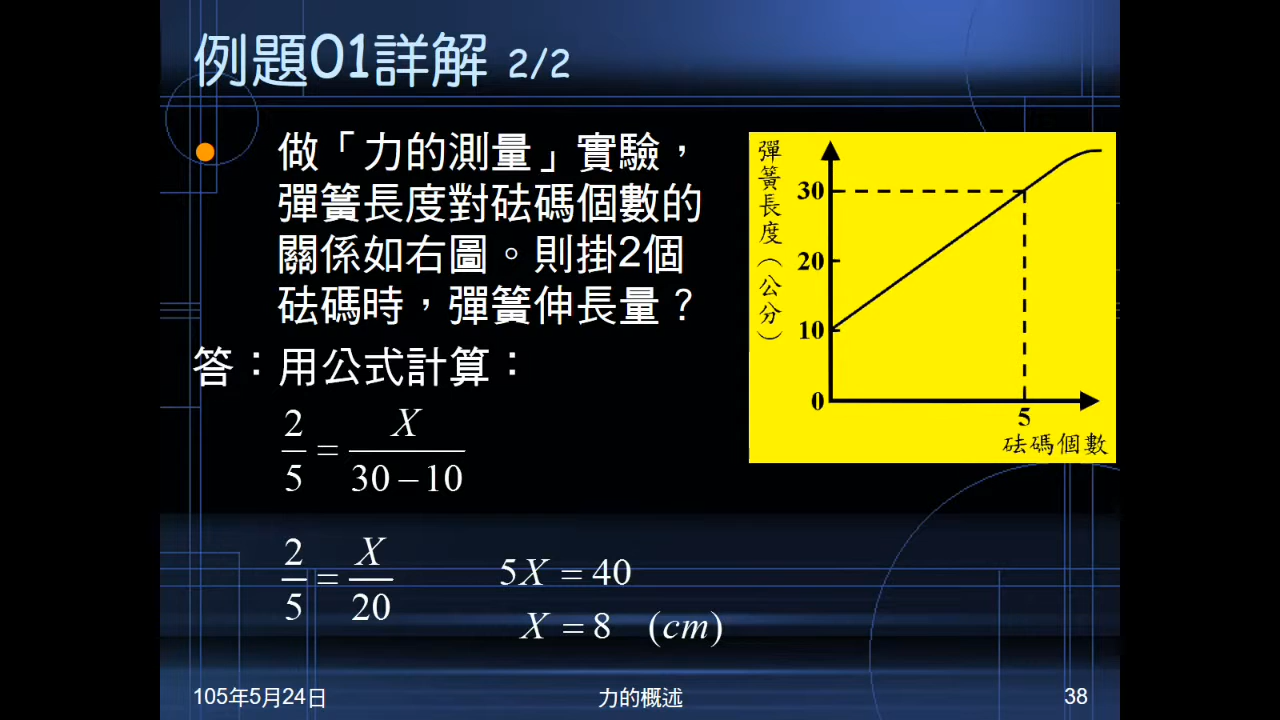 例題01詳解 2/2
做「力的測量」實驗，
彈簧長度對砝碼個數的
關係如右圖。則掛2個
砝碼時，彈簧伸長量？
答：用公式計算：
2/5 = X/(30−10)
2/5 = X/20
5X = 40
X = 8 (cm)
彈簧長度（公分）
30
20
10
0
5
砝碼個數
105年5月24日
力的概述
38